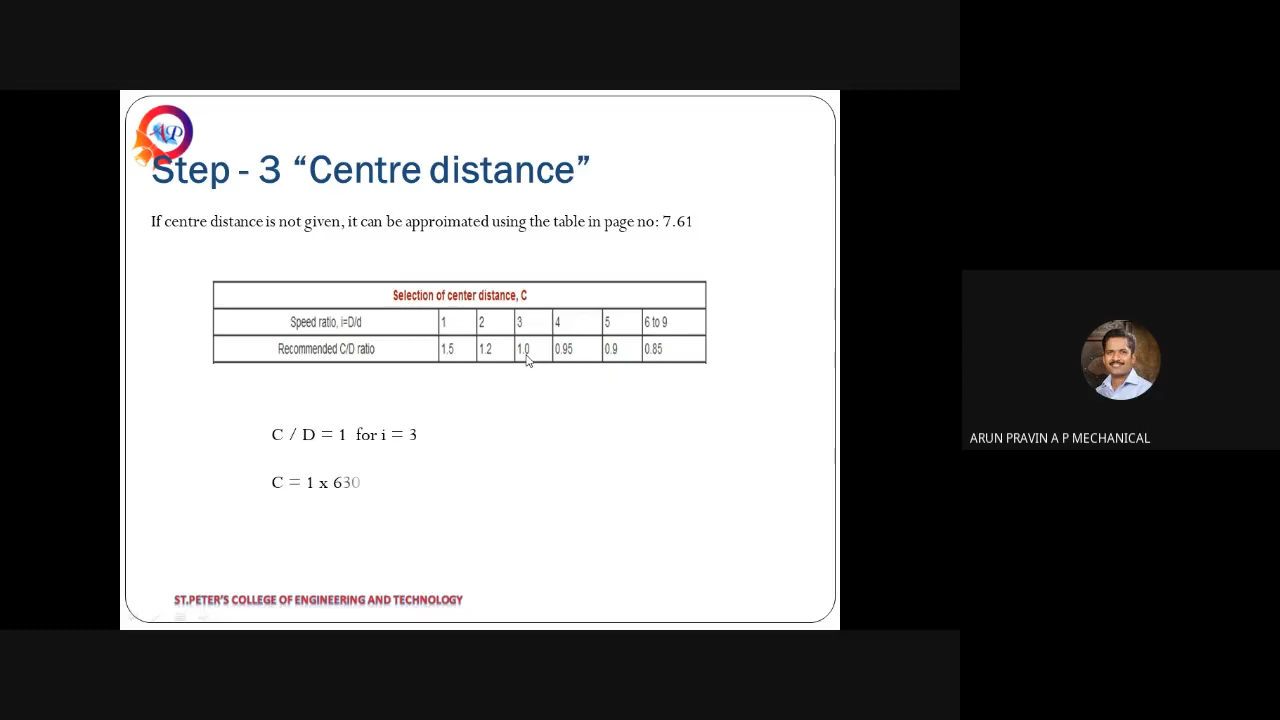 AP
Step - 3 “Centre distance”
If centre distance is not given, it can be approimated using the table in page no: 7.61
Selection of center distance, C
Speed ratio, i=D/d 1 2 3 4 5 6 to 9
Recommended C/D ratio 1.5 1.2 1.0 0.95 0.9 0.85
C / D = 1 for i = 3
C = 1 x 630
ST.PETER'S COLLEGE OF ENGINEERING AND TECHNOLOGY
ARUN PRAVIN A P MECHANICAL